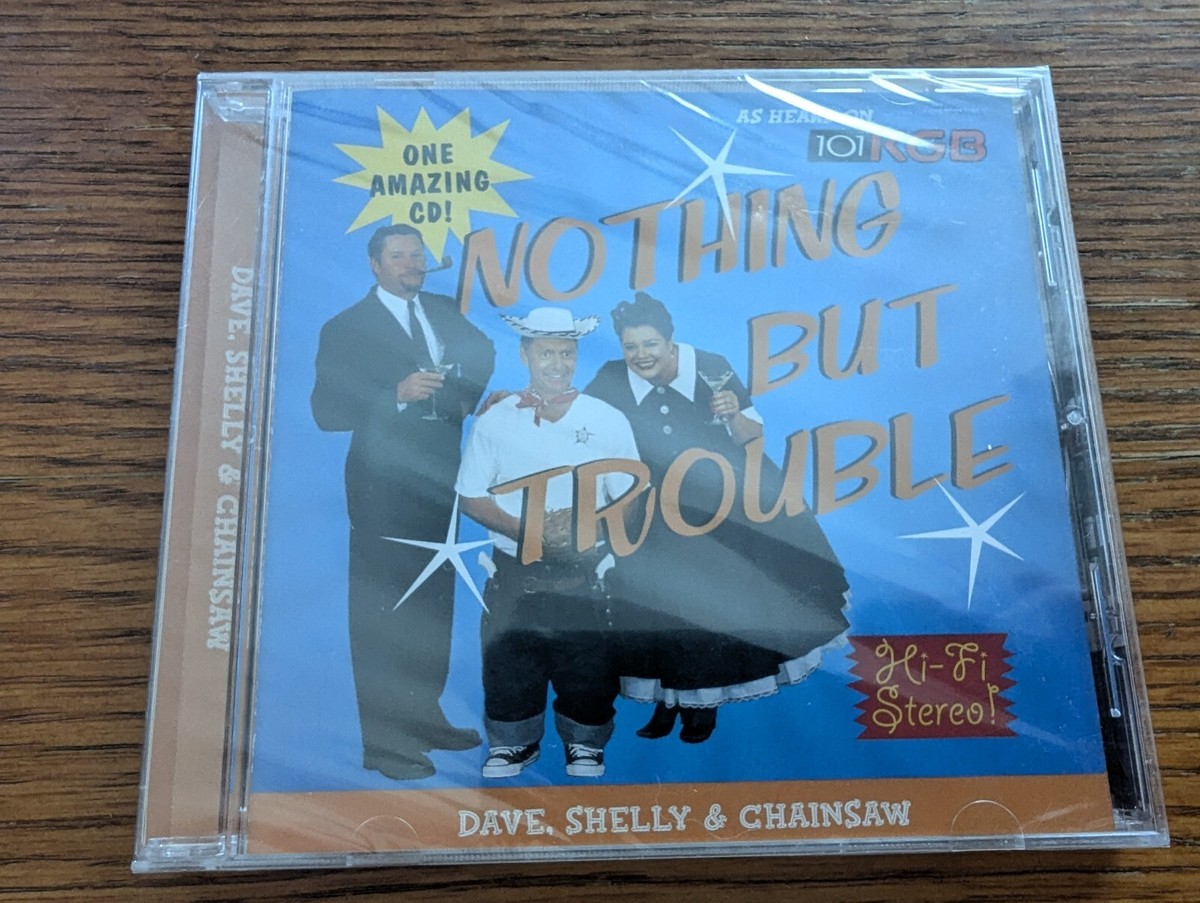 ONE
AMAZING
CD!
AS HEARD ON
101 KGB
NOTHING
BUT
TROUBLE
Hi-Fi
Stereo!
DAVE, SHELLY & CHAINSAW
DAVE, SHELLY & CHAINSAW